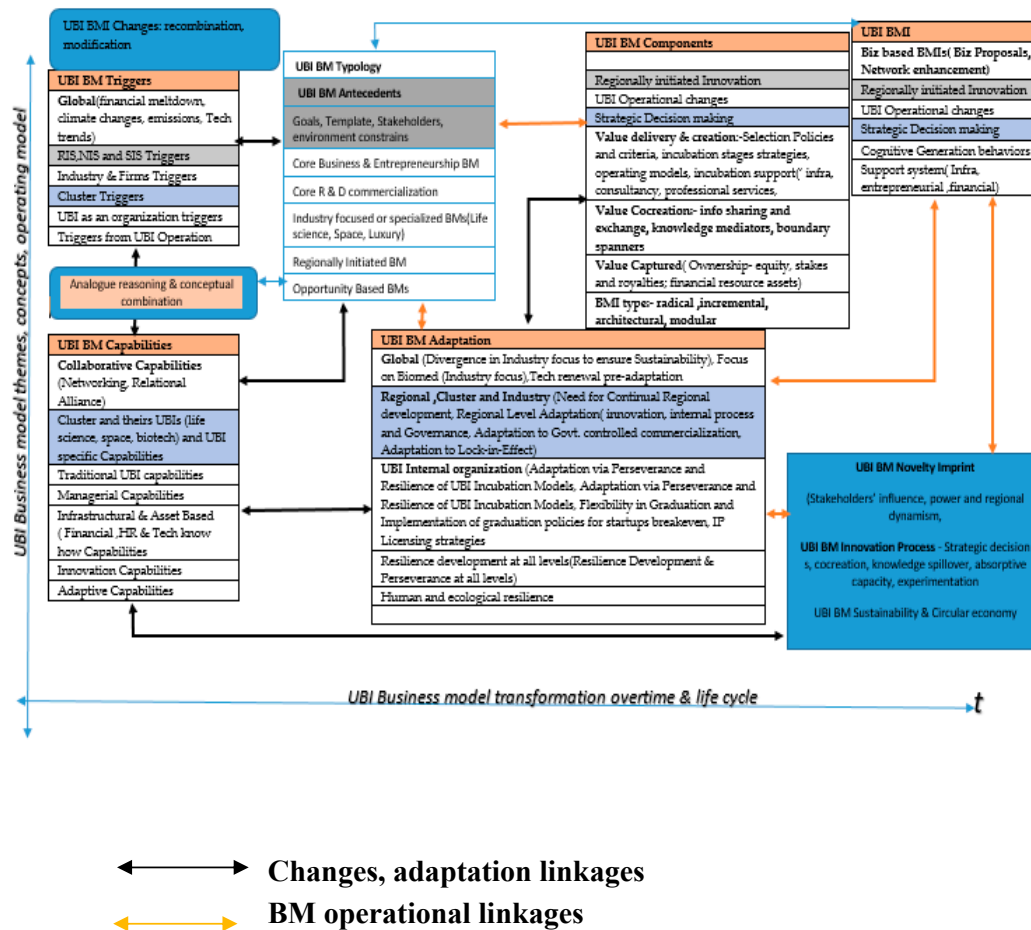 UBI BMI Changes: recombination,
modification
UBI BM Triggers
Global(financial meltdown,
climate changes, emissions, Tech
trends)
RIS,NIS and SIS Triggers
Industry & Firms Triggers
Cluster Triggers
UBI as an organization triggers
Triggers from UBI Operation
Analogue reasoning & conceptual
combination
UBI BM Capabilities
Collaborative Capabilities
(Networking, Relational
Alliance)
Cluster and theirs UBIs (life
science, space, biotech) and UBI
specific Capabilities
Traditional UBI capabilities
Managerial Capabilities
Infrastructural & Asset Based
( Financial ,HR & Tech know
how Capabilities
Innovation Capabilities
Adaptive Capabilities
UBI BM Typology
UBI BM Antecedents
Goals, Template, Stakeholders,
environment constrains
Core Business & Entrepreneurship BM
Core R & D commercialization
Industry focused or specialized BMs(Life
science, Space, Luxury)
Regionally Initiated BM
Opportunity Based BMs
UBI BM Components
Regionally initiated Innovation
UBI Operational changes
Strategic Decision making
Value delivery & creation:-Selection Policies
and criteria, incubation stages strategies,
operating models, incubation support(' infra,
consultancy, professional services,
Value Cocreation:- info sharing and
exchange, knowledge mediators, boundary
spanners
Value Captured( Ownership- equity, stakes
and royalties; financial resource assets)
BMI type:- radical ,incremental,
architectural, modular
UBI BMI
Biz based BMIs( Biz Proposals,
Network enhancement)
Regionally initiated Innovation
UBI Operational changes
Strategic Decision making
Cognitive Generation behaviors
Support system( Infra,
entrepreneurial ,financial)
UBI BM Adaptation
Global (Divergence in Industry focus to ensure Sustainability), Focus
on Biomed (Industry focus),Tech renewal pre-adaptation
Regional ,Cluster and Industry (Need for Continual Regional
development, Regional Level Adaptation( innovation, internal process
and Governance, Adaptation to Govt. controlled commercialization,
Adaptation to Lock-in-Effect)
UBI Internal organization (Adaptation via Perseverance and
Resilience of UBI Incubation Models, Adaptation via Perseverance and
Resilience of UBI Incubation Models, Flexibility in Graduation and
Implementation of graduation policies for startups breakeven, IP
Licensing strategies
Resilience development at all levels(Resilience Development &
Perseverance at all levels)
Human and ecological resilience
UBI BM Novelty Imprint
(Stakeholders' influence, power and regional
dynamism,
UBI BM Innovation Process - Strategic decision
s, cocreation, knowledge spillover, absorptive
capacity, experimentation
UBI BM Sustainability & Circular economy
UBI Business model themes, concepts, operating model
UBI Business model transformation overtime & life cycle
t
Changes, adaptation linkages
BM operational linkages